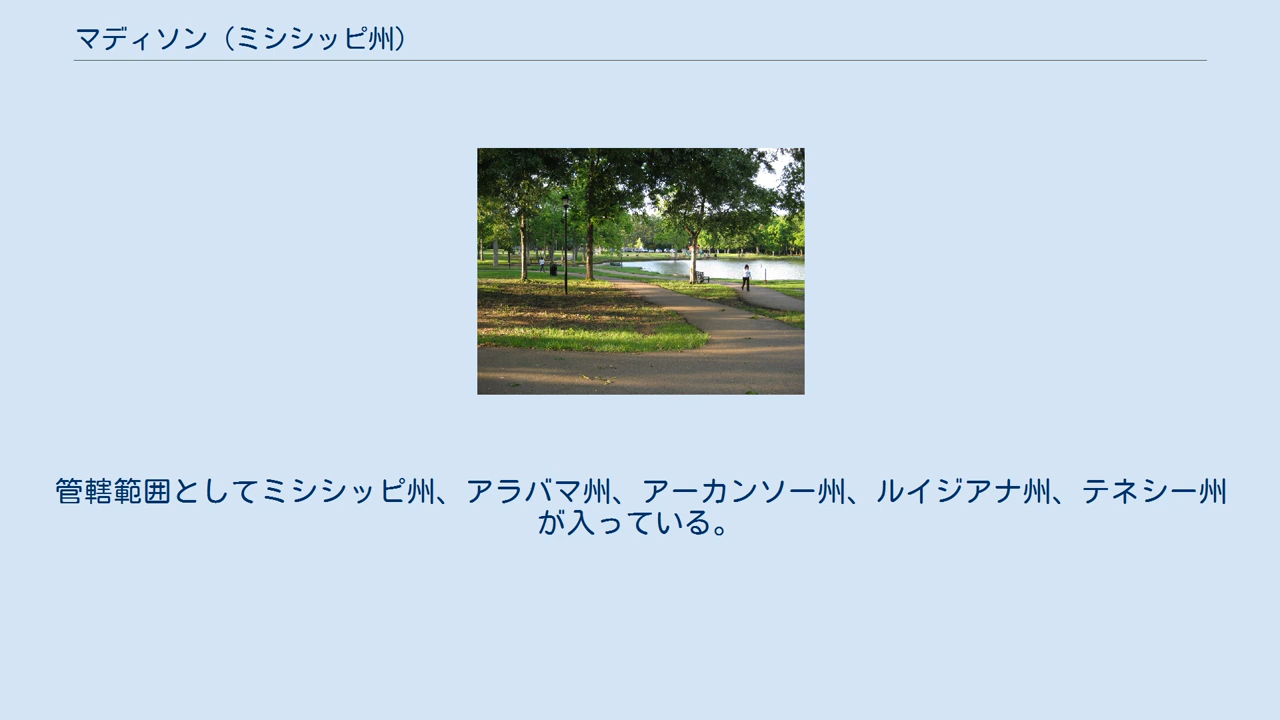 マディソン（ミシシッピ州）
管轄範囲としてミシシッピ州、アラバマ州、アーカンソー州、ルイジアナ州、テネシー州
が入っている。